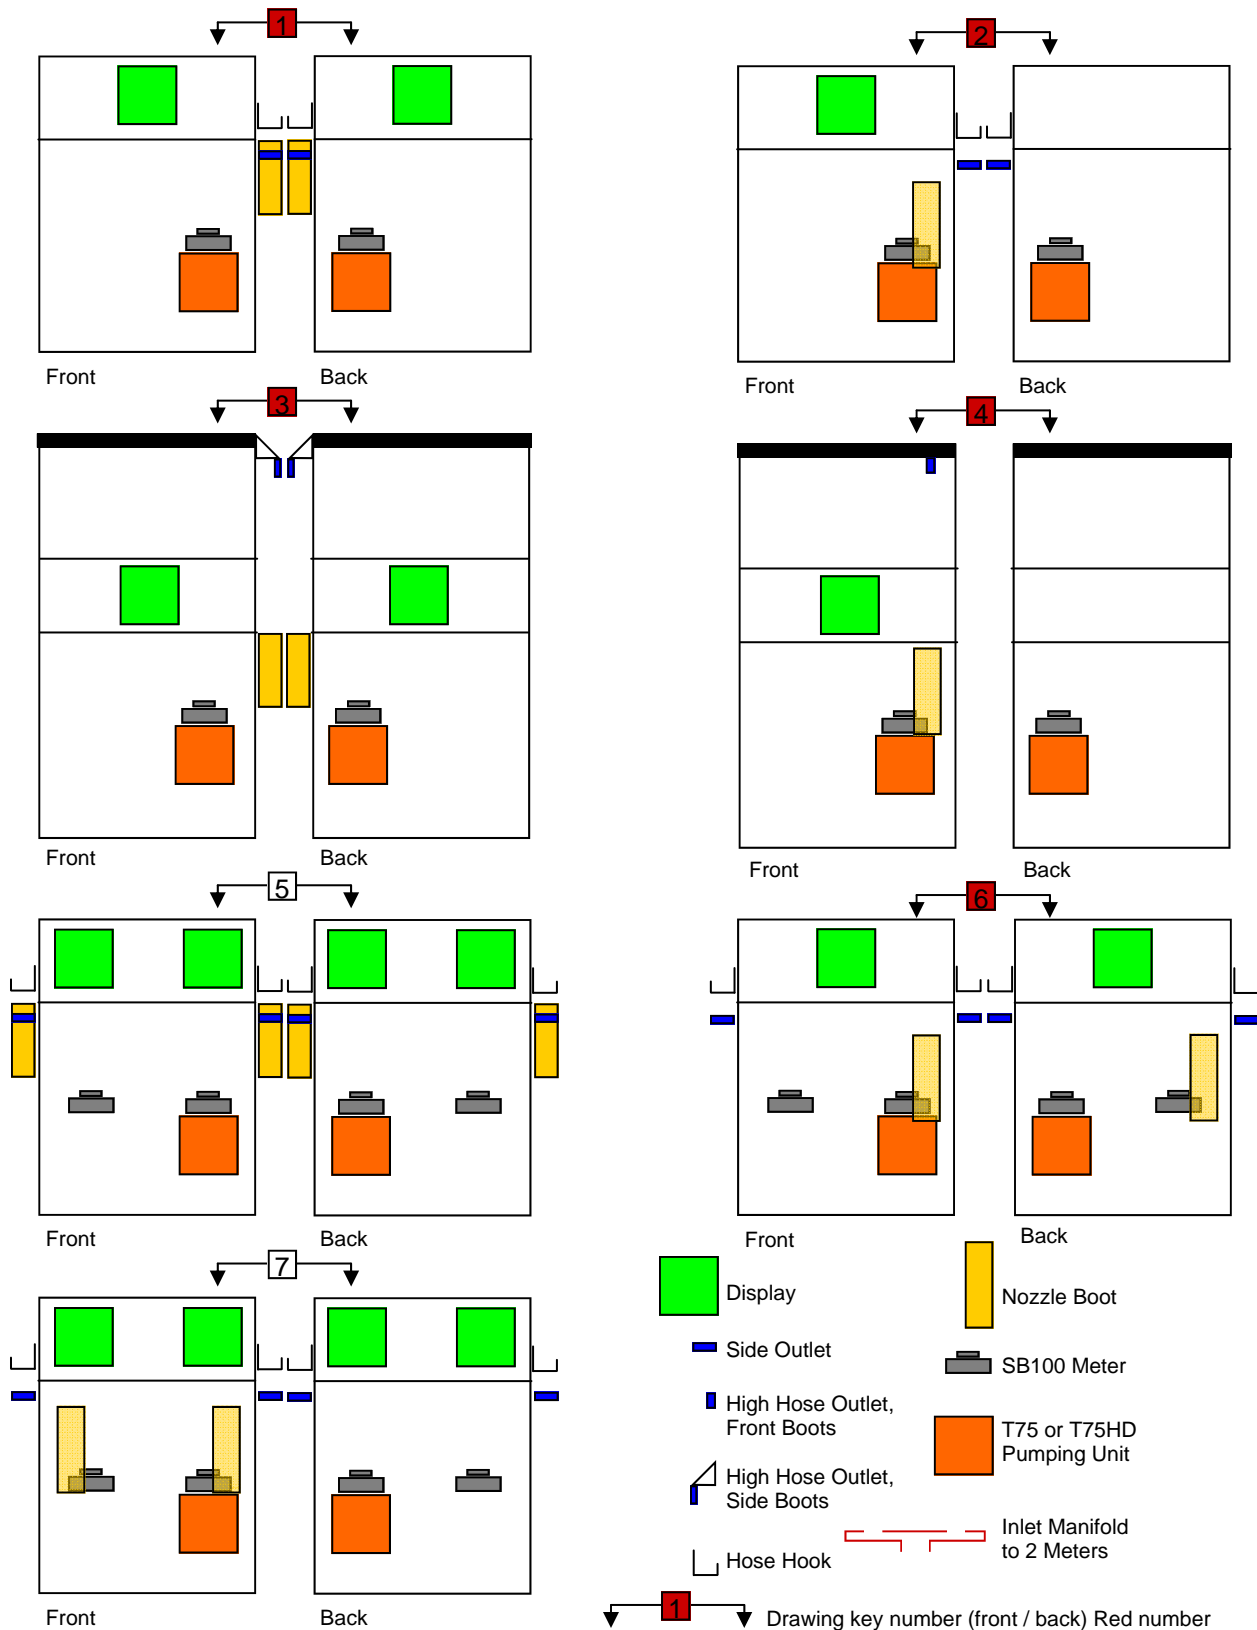 1
2
Front
Back
Front
Back
3
4
Front
Back
Front
Back
5
6
Front
Back
Front
Back
7
Display
Nozzle Boot
Side Outlet
SB100 Meter
High Hose Outlet,
Front Boots
T75 or T75HD
Pumping Unit
High Hose Outlet,
Side Boots
Inlet Manifold
to 2 Meters
Hose Hook
Front
Back
1
Drawing key number (front / back) Red number